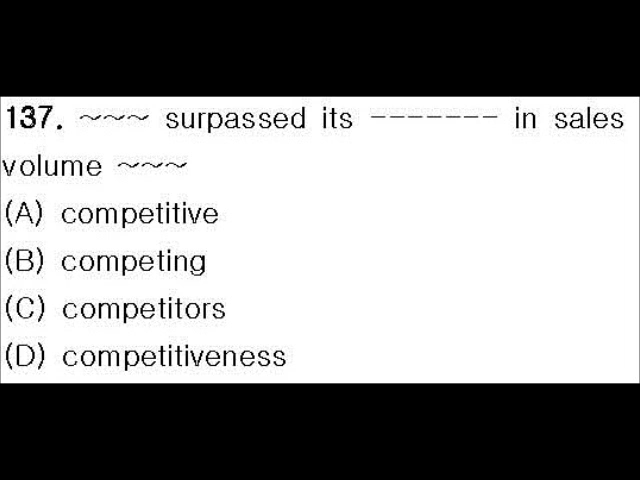 137. ~~~ surpassed its ------- in sales
volume ~~~
(A) competitive
(B) competing
(C) competitors
(D) competitiveness